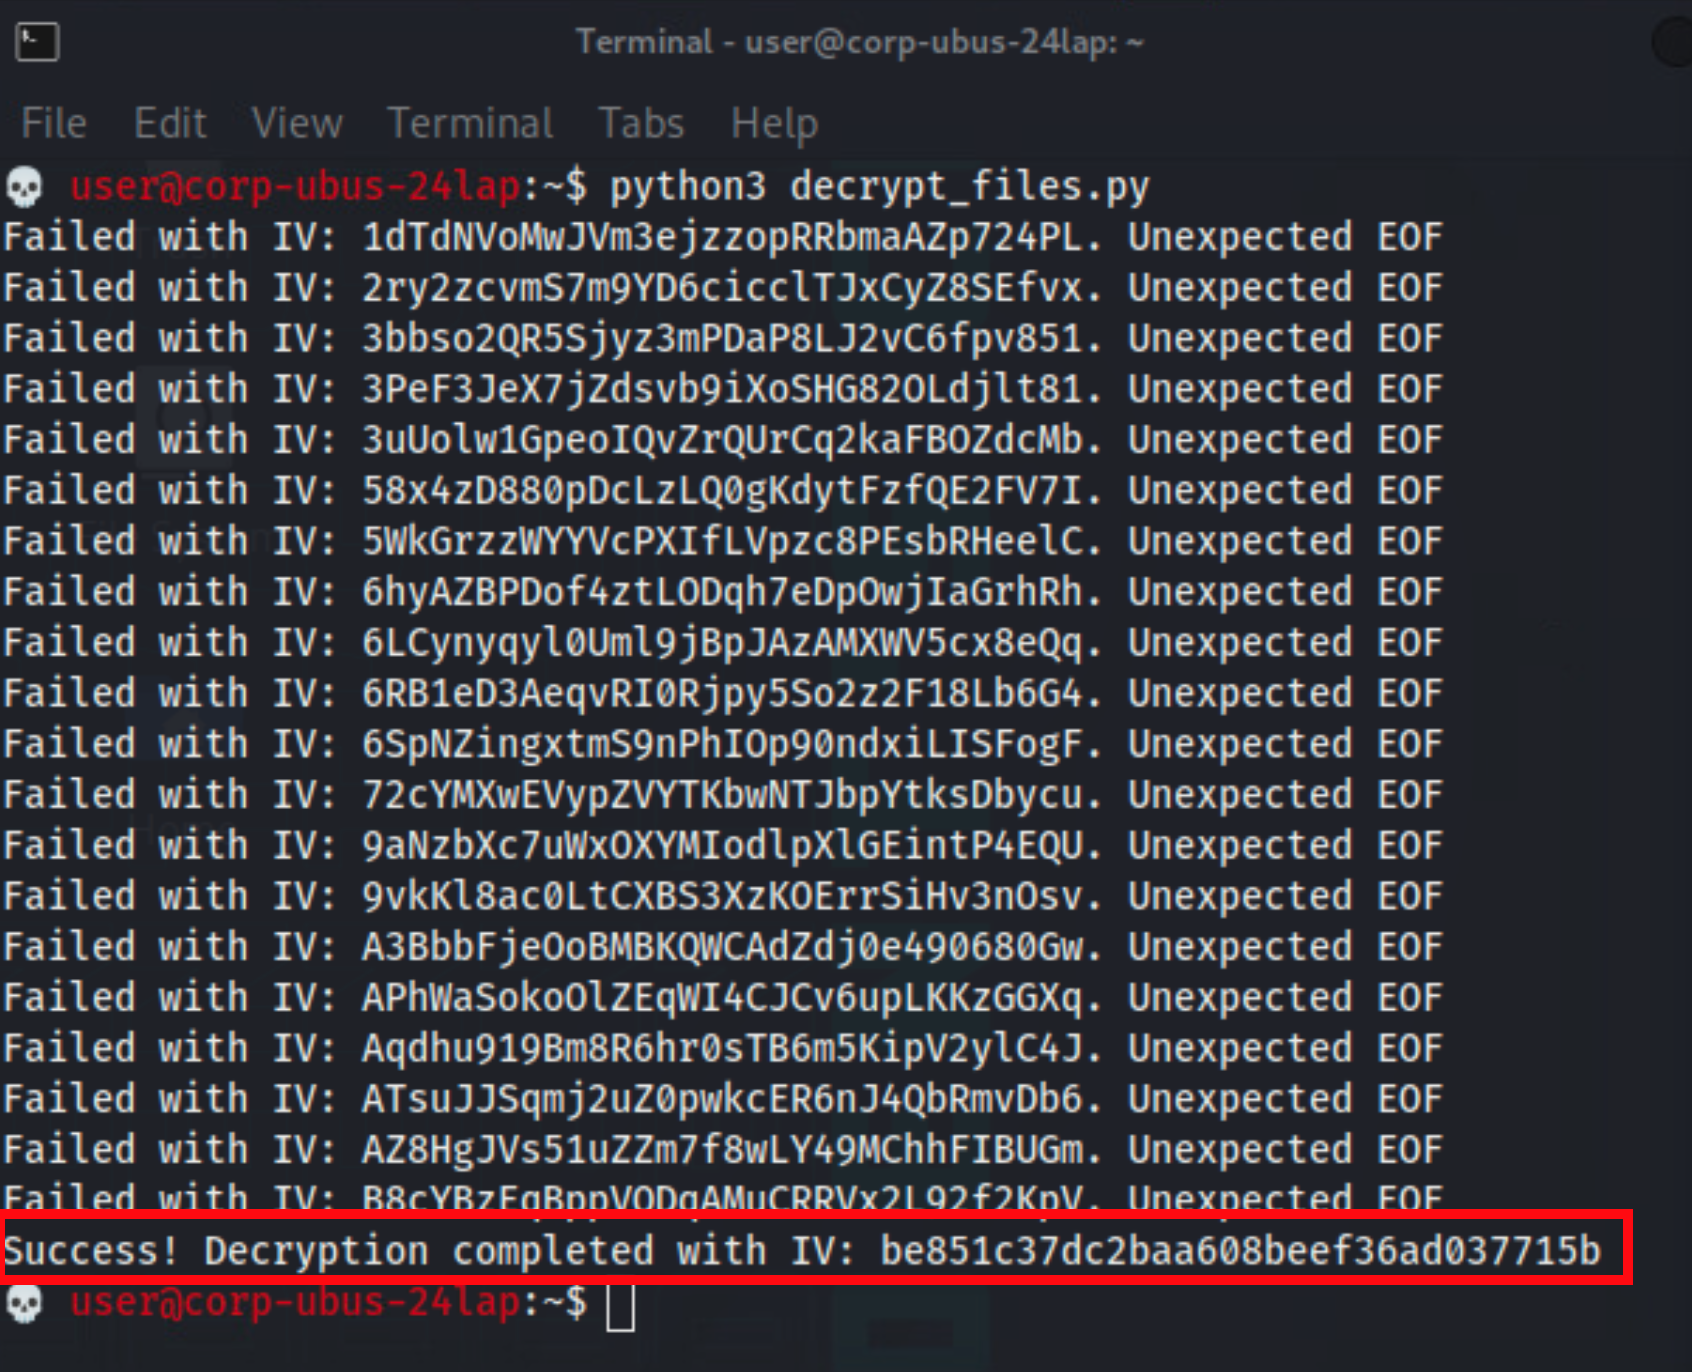 Terminal - user@corp-ubus-24lap: ~
File Edit View Terminal Tabs Help
user@corp-ubus-24lap:~$ python3 decrypt_files.py
Failed with IV: 1dTdNVoMwJVm3ejzzopRRbmaAZp724PL. Unexpected EOF
Failed with IV: 2ry2zcvmS7m9YD6cicclTJxCyZ8SEfvx. Unexpected EOF
Failed with IV: 3bbso2QR5Sjyz3mPDaP8LJ2vC6fpv851. Unexpected EOF
Failed with IV: 3PeF3JeX7jZdsvb9iXoSHG82OLdjlt81. Unexpected EOF
Failed with IV: 3uUolw1GpeoIQvZrQUrCq2kaFBOZdcMb. Unexpected EOF
Failed with IV: 58x4zD880pDcLzLQ0gKdytFzfQE2FV7I. Unexpected EOF
Failed with IV: 5WkGrzzWYYVcPXIfLVpzc8PEsbRHeelC. Unexpected EOF
Failed with IV: 6hyAZBPDof4ztLODqh7eDpOwjIaGrhRh. Unexpected EOF
Failed with IV: 6LCynyqyl0Uml9jBpJAzAMXWV5cx8eQq. Unexpected EOF
Failed with IV: 6RB1eD3AeqvRI0Rjpy5So2z2F18Lb6G4. Unexpected EOF
Failed with IV: 6SpNZingxtmS9nPhIOp90ndxiLISFogF. Unexpected EOF
Failed with IV: 72cYMXwEVypZVYTKbwNTJbpYtksDbycu. Unexpected EOF
Failed with IV: 9aNzbXc7uWxOXYMIodlpXlGEintP4EQU. Unexpected EOF
Failed with IV: 9vkKl8ac0LtCXBS3XzKOErrSiHv3nOsv. Unexpected EOF
Failed with IV: A3BbbFjeOoBMBKQWCAdZdj0e490680Gw. Unexpected EOF
Failed with IV: APhWaSokoOlZEqWI4CJCv6upLKKzGGXq. Unexpected EOF
Failed with IV: Aqdhu919Bm8R6hr0sTB6m5KipV2ylC4J. Unexpected EOF
Failed with IV: ATsuJJSqmj2uZ0pwkcER6nJ4QbRmvDb6. Unexpected EOF
Failed with IV: AZ8HgJVs51uZZm7f8wLY49MChhFIBUGm. Unexpected EOF
Failed with IV: Unexpected EOF
Success! Decryption completed with IV: be851c37dc2baa608beef36ad037715b
user@corp-ubus-24lap:~$